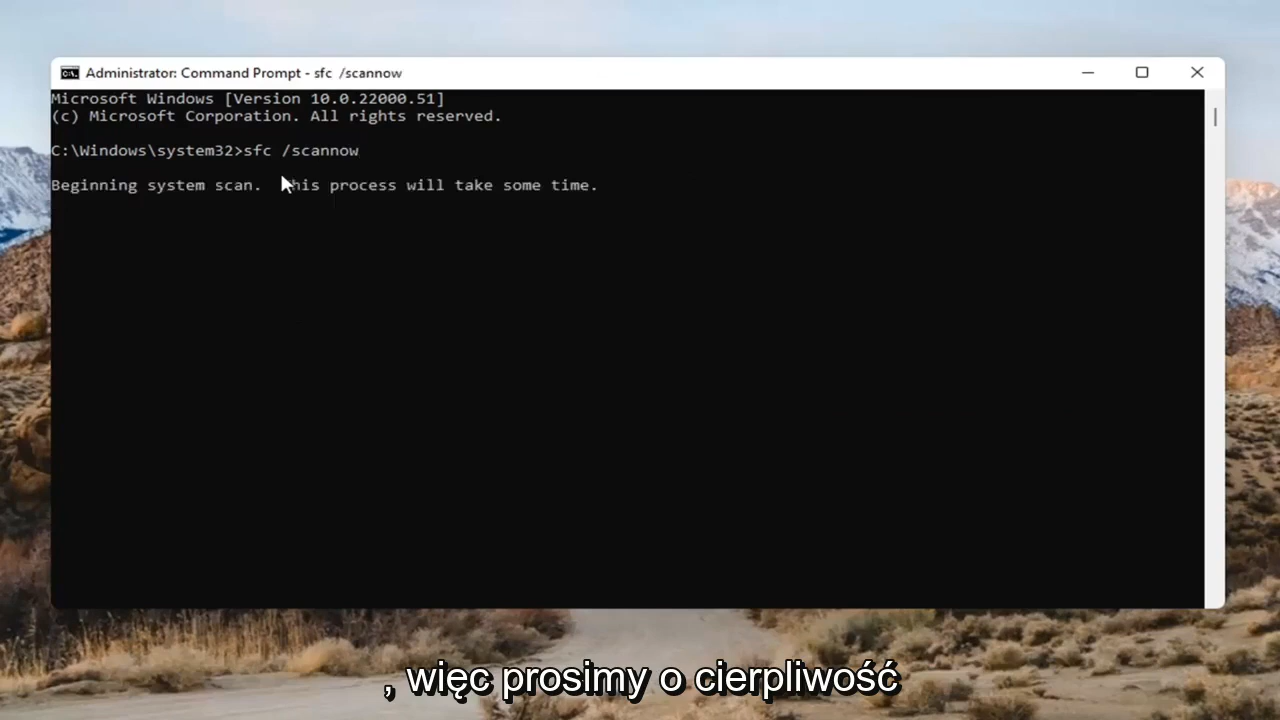 Administrator: Command Prompt - sfc /scannow
Microsoft Windows [Version 10.0.22000.51]
(c) Microsoft Corporation. All rights reserved.
C:\Windows\system32>sfc /scannow
Beginning system scan. his process will take some time.
, więc prosimy o cierpliwość